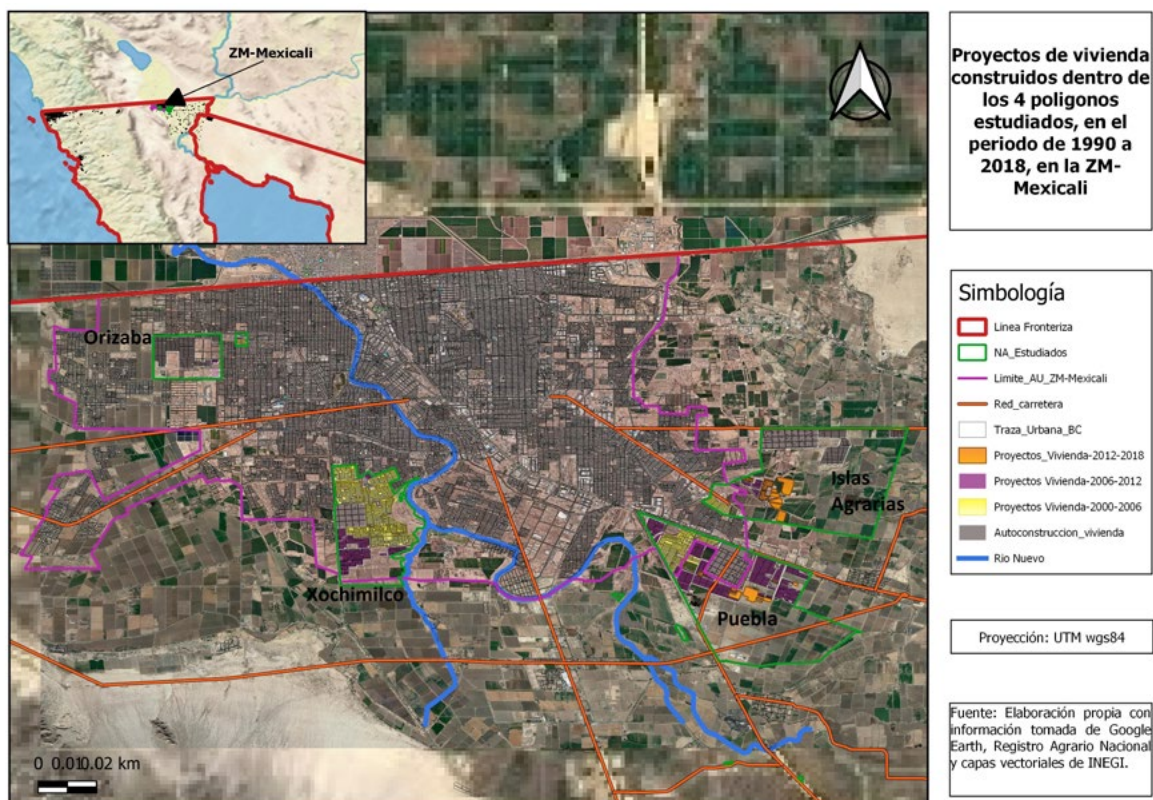 ZM-Mexicali
Orizaba
Xochimilco
Islas
Agrarias
Puebla
0 0.010.02 km
Proyectos de vivienda
construidos dentro de
los 4 poligonos
estudiados, en el
periodo de 1990 a
2018, en la ZM-
Mexicali
Simbología
Linea Fronteriza
NA_Estudiados
Limite_AU_ZM-Mexicali
Red_carretera
Traza_Urbana_BC
Proyectos_Vivienda-2012-2018
Proyectos Vivienda-2006-2012
Proyectos Vivienda-2000-2006
Autoconstruccion_vivienda
Rio Nuevo
Proyección: UTM wgs84
Fuente: Elaboración propia con
información tomada de Google
Earth, Registro Agrario Nacional
y capas vectoriales de INEGI.